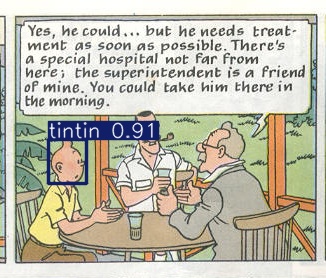 Yes, he could... but he needs treat-
ment as soon as possible. There's
a special hospital not far from
here; the superintendent is a friend
of mine. You could take him there in
the morning.
tintin 0.91